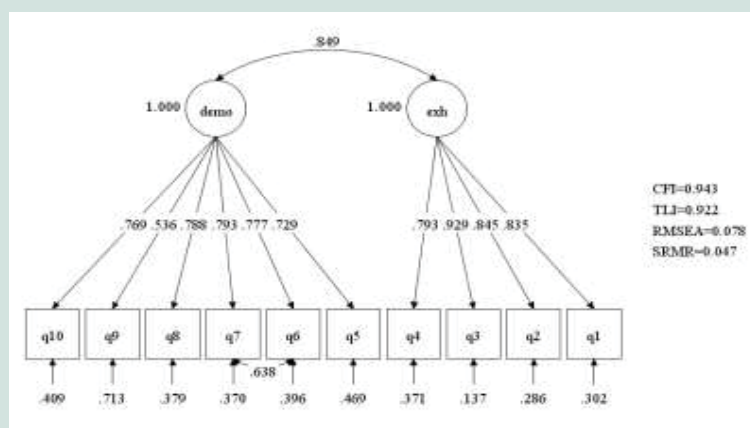 .849
1.000 demo 1.000 exh
CFI=0.943
TLI=0.922
RMSEA=0.078
SRMR=0.047
.769 .536 .788 .793 .777 .729 .793 .929 .845 .835
q10 q9 q8 q7 q6 q5 q4 q3 q2 q1
.638
.409 .713 .379 .370 .396 .469 .371 .137 .286 .302